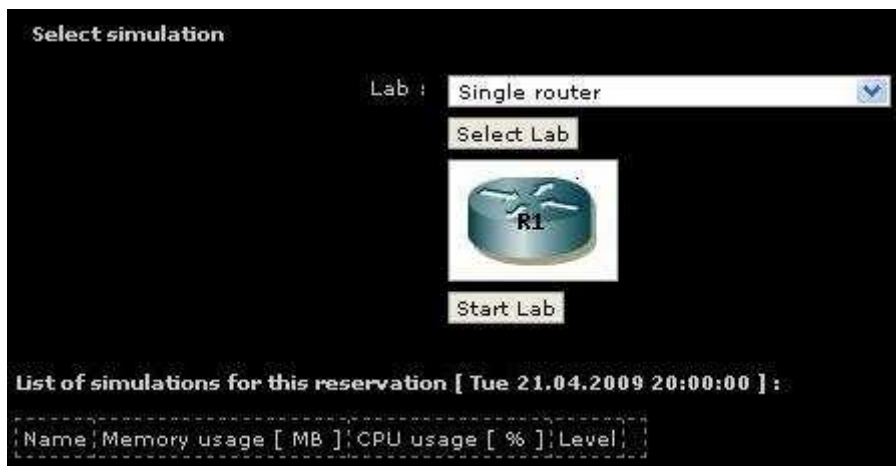 Select simulation
Lab : Single router
Select Lab
R1
Start Lab
List of simulations for this reservation [ Tue 21.04.2009 20:00:00 ] :
Name Memory usage [ MB ] CPU usage [ % ] Level